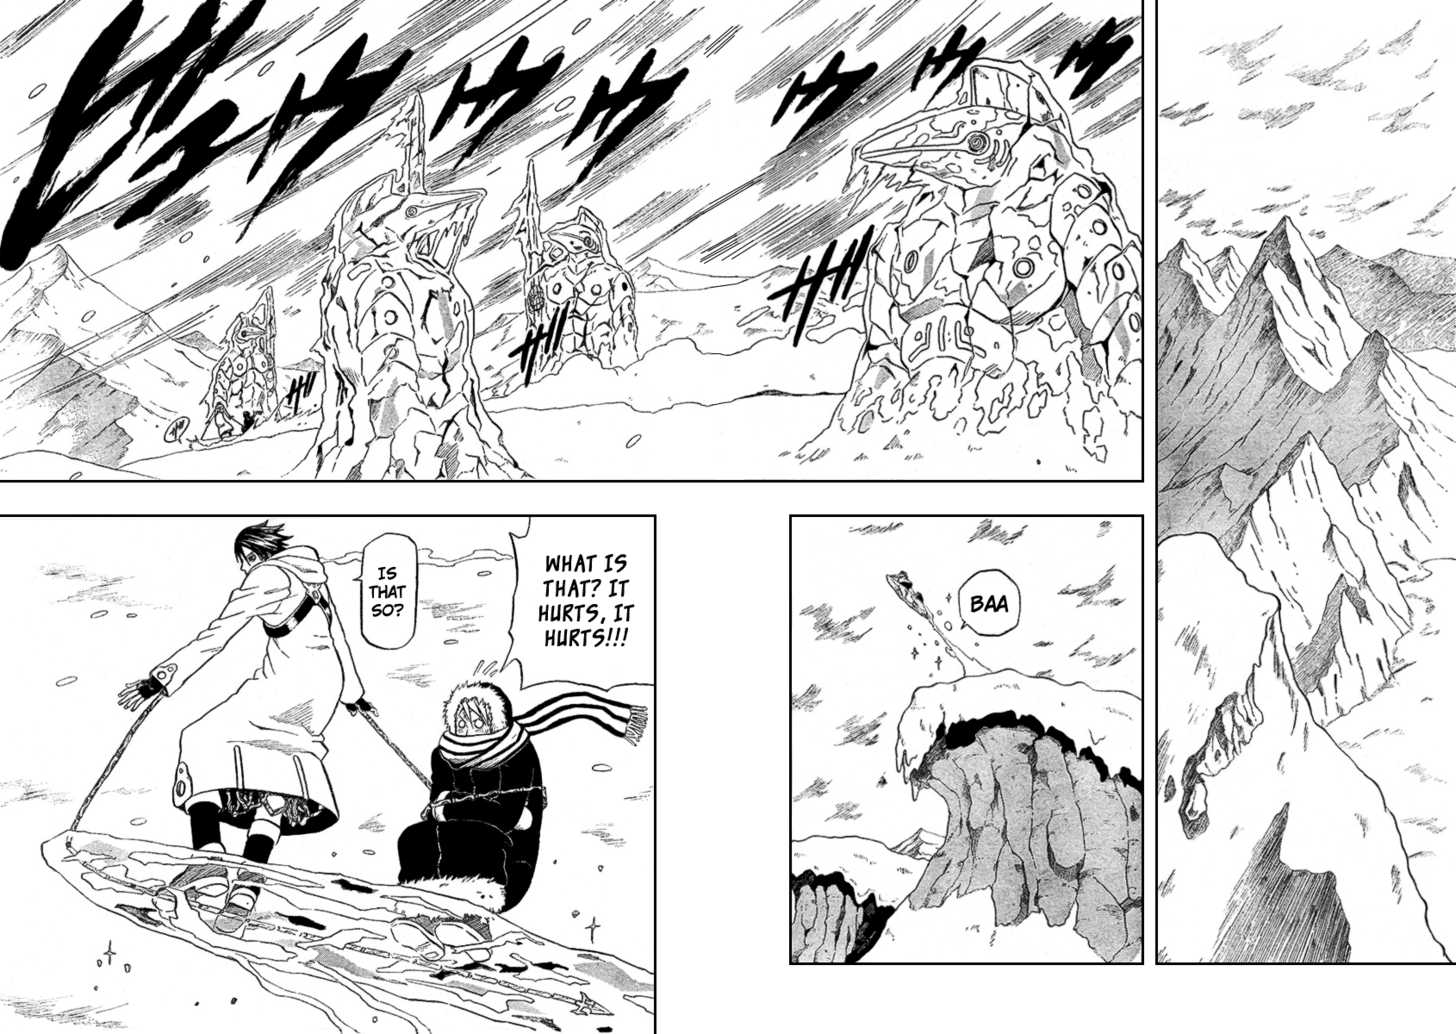 ビュウウウウウウ
BAA
WHAT IS
THAT? IT
HURTS, IT
HURTS!!!
IS
THAT
SO?